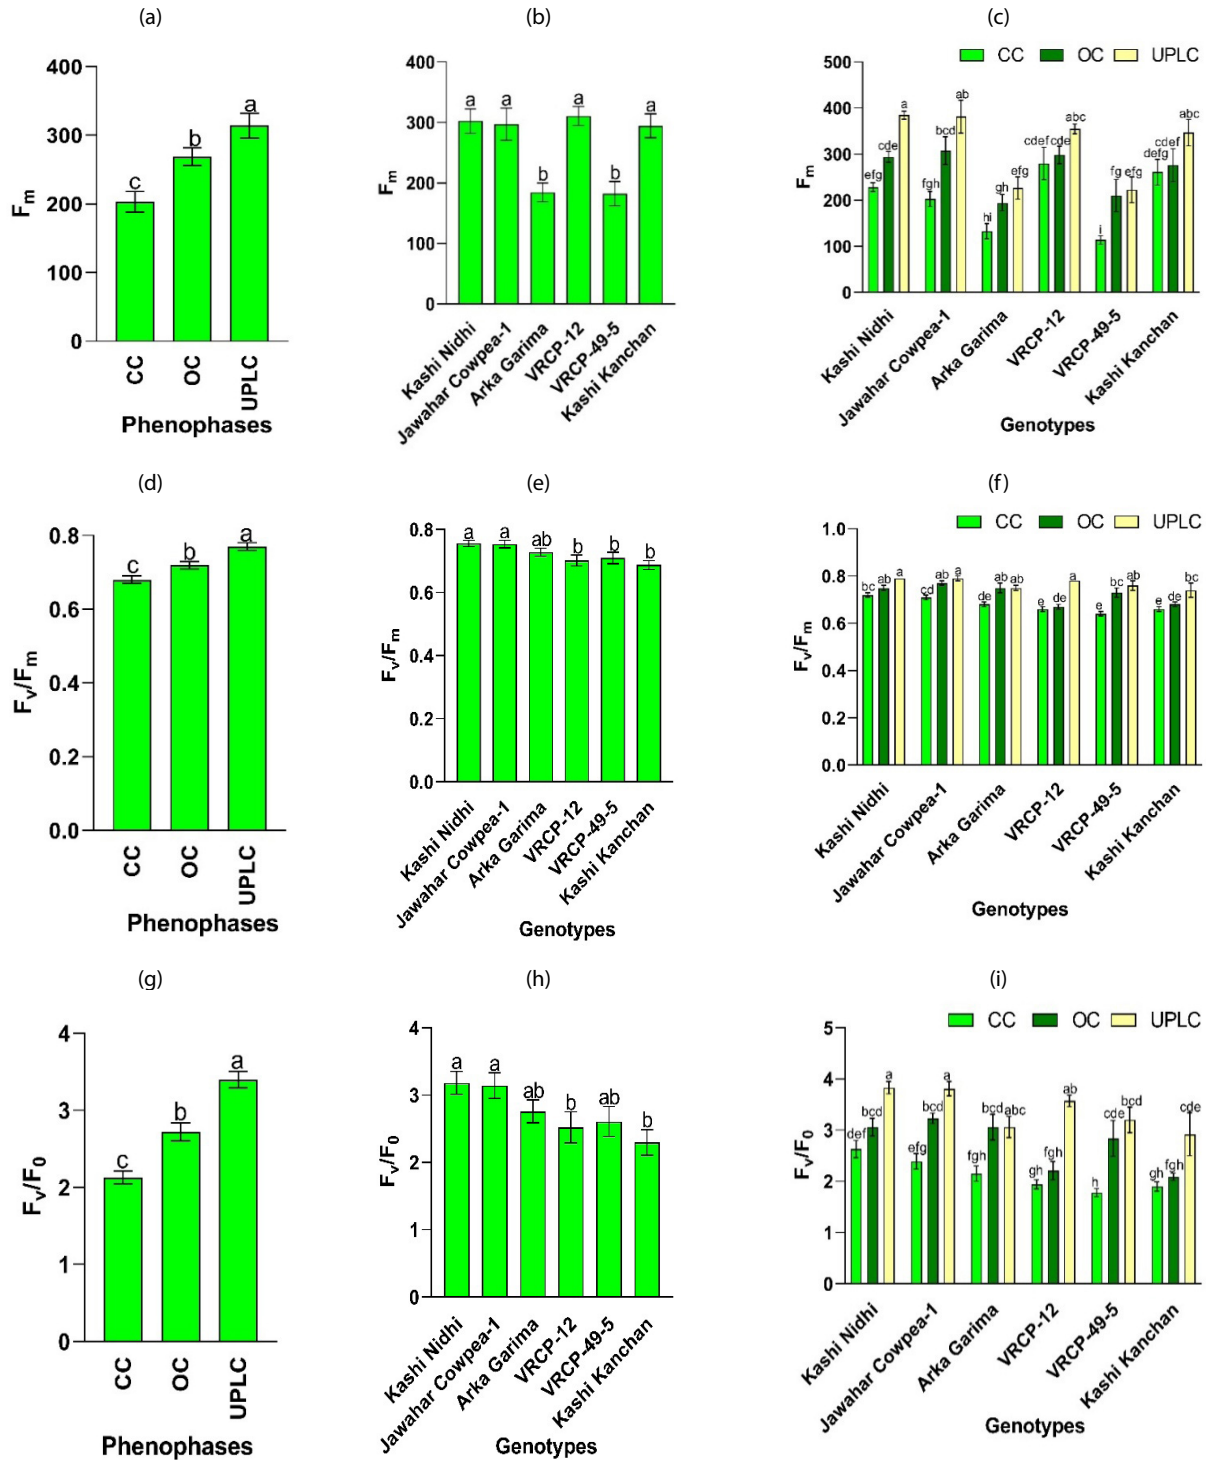 (a)
400
300
200
100
0
Fm
c
b
a
CC
OC
UPLC
Phenophases
(b)
400
300
200
100
0
Fm
a
a
b
a
b
a
Kashi Nidhi
Jawahar Cowpea-1
Arka Garima
VRCP-12
VRCP-49-5
Kashi Kanchan
(c)
CC OC UPLC
500
400
300
200
100
0
Fm
efg cde a
fgh bcd ab
hi gh efg
cdef cde abc
i fg efg
defg cdef abc
Kashi Nidhi
Jawahar Cowpea-1
Arka Garima
VRCP-12
VRCP-49-5
Kashi Kanchan
Genotypes
(d)
0.8
0.6
0.4
0.2
0.0
Fv/Fm
c
b
a
CC
OC
UPLC
Phenophases
(e)
0.8
0.6
0.4
0.2
0.0
Fv/Fm
a
a
ab
b
b
b
Kashi Nidhi
Jawahar Cowpea-1
Arka Garima
VRCP-12
VRCP-49-5
Kashi Kanchan
Genotypes
(f)
CC OC UPLC
1.0
0.8
0.6
0.4
0.2
0.0
Fv/Fm
bc ab a
cd ab a
de ab ab
e de a
e bc ab
e de bc
Kashi Nidhi
Jawahar Cowpea-1
Arka Garima
VRCP-12
VRCP-49-5
Kashi Kanchan
Genotypes
(g)
4
3
2
1
0
Fv/F0
c
b
a
CC
OC
UPLC
Phenophases
(h)
4
3
2
1
0
Fv/F0
a
a
ab
b
ab
b
Kashi Nidhi
Jawahar Cowpea-1
Arka Garima
VRCP-12
VRCP-49-5
Kashi Kanchan
Genotypes
(i)
CC OC UPLC
5
4
3
2
1
0
Fv/F0
def bcd a
efg bcd a
fgh bcd abc
gh fgh ab
h cde bcd
gh fgh cde
Kashi Nidhi
Jawahar Cowpea-1
Arka Garima
VRCP-12
VRCP-49-5
Kashi Kanchan
Genotypes